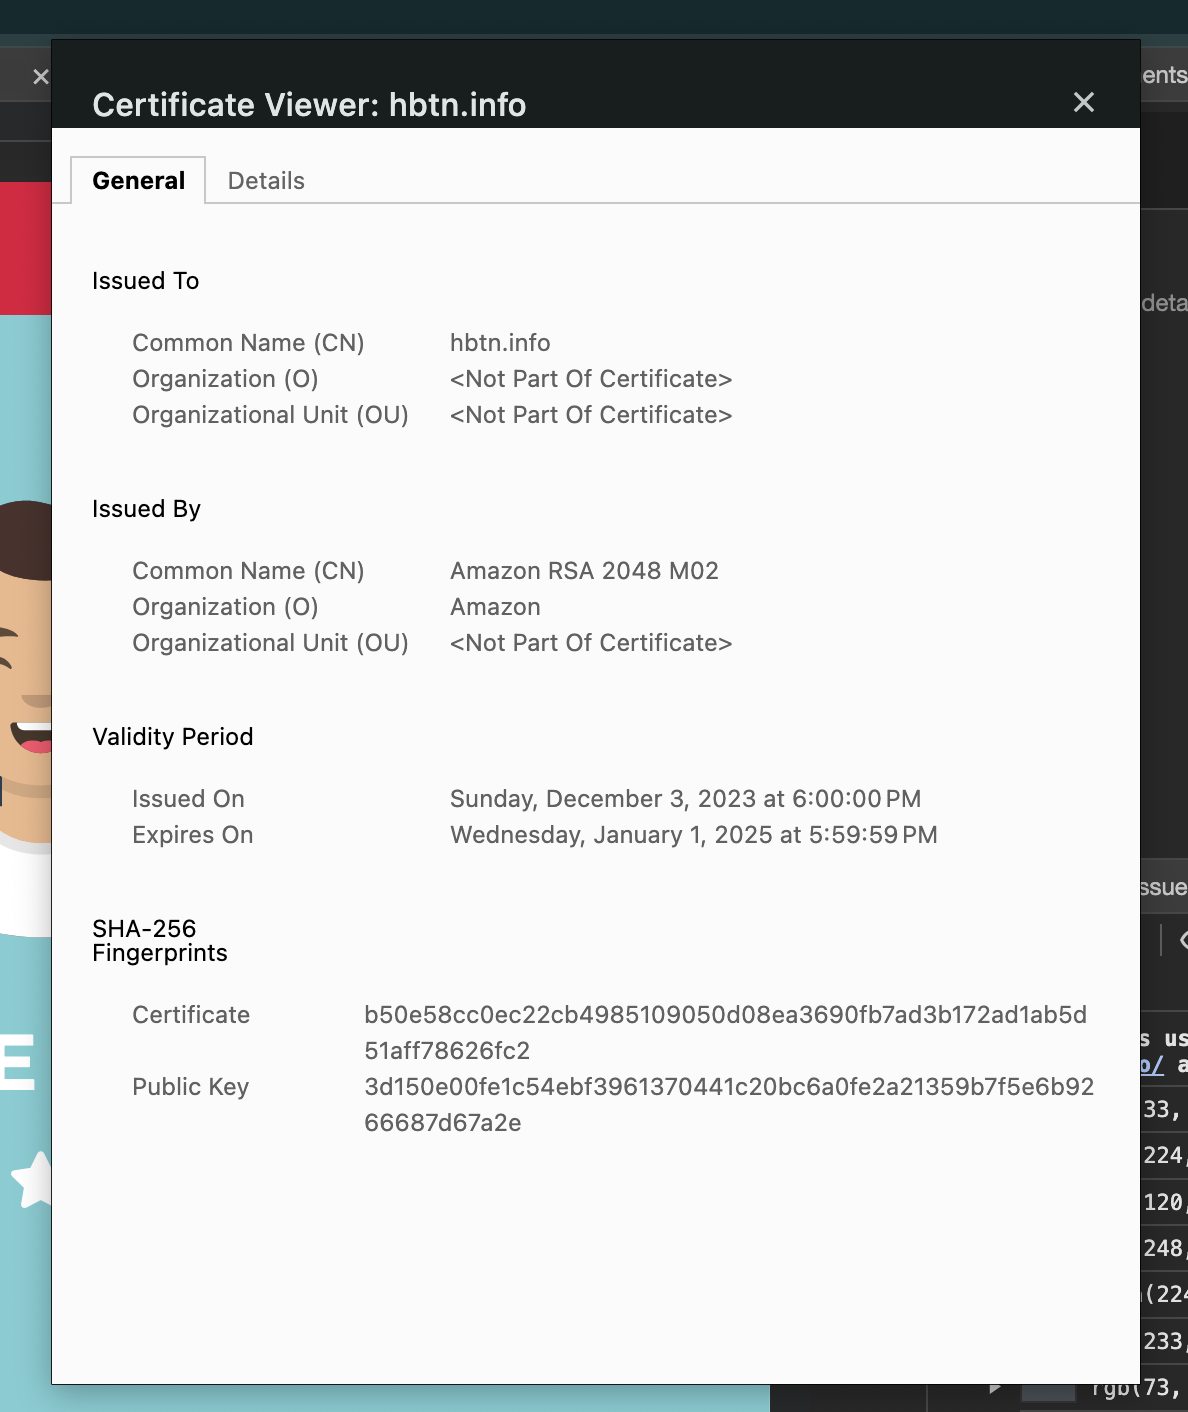 Certificate Viewer: hbtn.info
General Details
Issued To
Common Name (CN) hbtn.info
Organization (O) <Not Part Of Certificate>
Organizational Unit (OU) <Not Part Of Certificate>
Issued By
Common Name (CN) Amazon RSA 2048 M02
Organization (O) Amazon
Organizational Unit (OU) <Not Part Of Certificate>
Validity Period
Issued On Sunday, December 3, 2023 at 6:00:00 PM
Expires On Wednesday, January 1, 2025 at 5:59:59 PM
SHA-256
Fingerprints
Certificate b50e58cc0ec22cb4985109050d08ea3690fb7ad3b172ad1ab5d
51aff78626fc2
Public Key 3d150e00fe1c54ebf3961370441c20bc6a0fe2a21359b7f5e6b92
66687d67a2e
ents
deta
ssue
s us
o/ a
33,
224,
120,
248,
(224
233,
rgb(73,
E